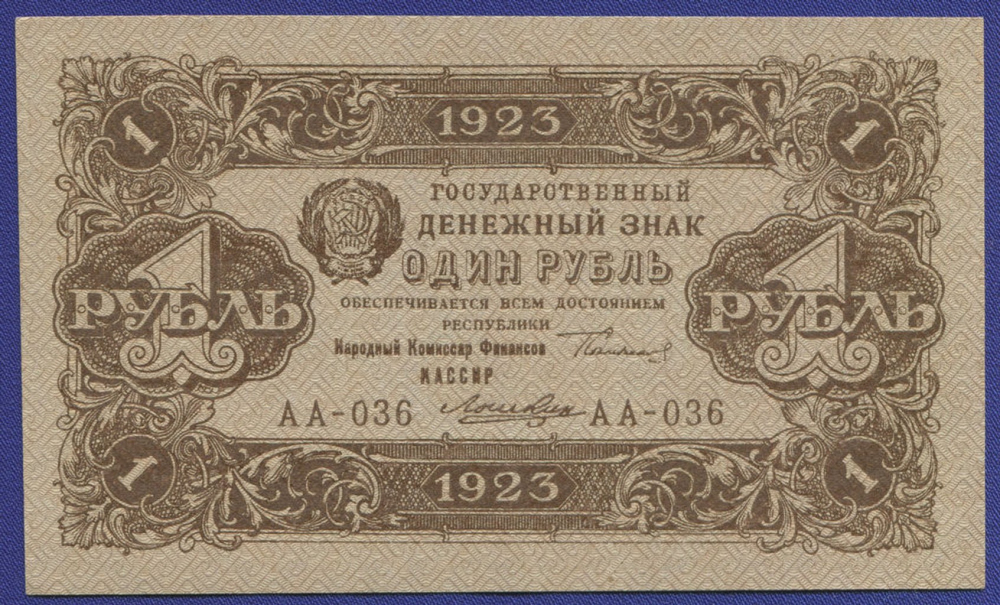 1923
1 1
ГОСУДАРСТВЕННЫЙ
ДЕНЕЖНЫЙ ЗНАК
ОДИН РУБЛЬ
1 РУБЛЬ 1 РУБЛЬ
ОБЕСПЕЧИВАЕТСЯ ВСЕМ ДОСТОЯНИЕМ
РЕСПУБЛИКИ
Народный Комиссар Финансов
КАССИР
АА-036 АА-036
1 1
1923